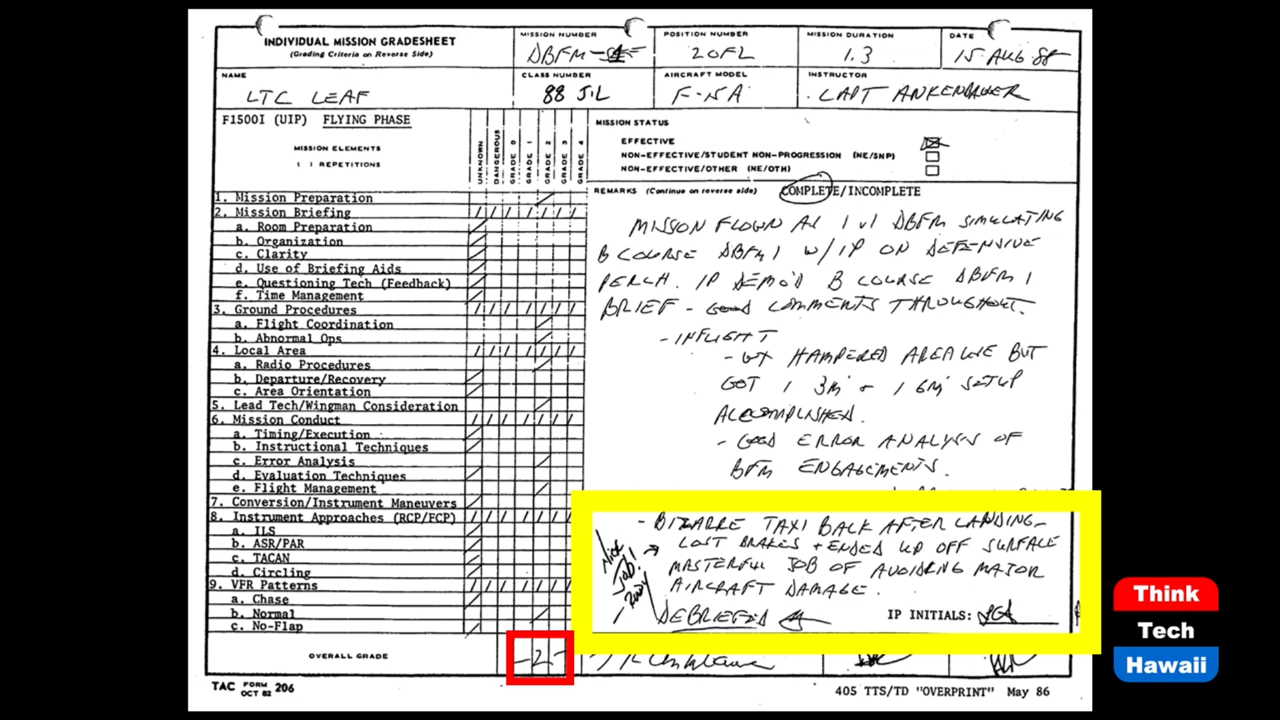 INDIVIDUAL MISSION GRADESHEET
(Grading Criteria on Reverse Side)
MISSION NUMBER
DBFM-
POSITION NUMBER
2 OFL
MISSION DURATION
1.3
DATE
15 AUG 88
NAME
LTC LEAF
CLASS NUMBER
88 JIL
AIRCRAFT MODEL
F-15A
INSTRUCTOR
CAPT ANKENBAUER
F1500I (UIP) FLYING PHASE
MISSION ELEMENTS
( ) REPETITIONS
UNKNOWN
DANGEROUS
GRADE 0
GRADE 1
GRADE 2
GRADE 3
GRADE 4
MISSION STATUS
EFFECTIVE
NON-EFFECTIVE/STUDENT NON-PROGRESSION (NE/SNP)
NON-EFFECTIVE/OTHER (NE/OTH)
REMARKS (Continue on reverse side) COMPLETE/INCOMPLETE
1. Mission Preparation
2. Mission Briefing
a. Room Preparation
b. Organization
c. Clarity
d. Use of Briefing Aids
e. Questioning Tech (Feedback)
f. Time Management
3. Ground Procedures
a. Flight Coordination
b. Abnormal Ops
4. Local Area
a. Radio Procedures
b. Departure/Recovery
c. Area Orientation
5. Lead Tech/Wingman Consideration
6. Mission Conduct
a. Timing/Execution
b. Instructional Techniques
c. Error Analysis
d. Evaluation Techniques
e. Flight Management
7. Conversion/Instrument Maneuvers
8. Instrument Approaches (RCP/FCP)
a. ILS
b. ASR/PAR
c. TACAN
d. Circling
9. VFR Patterns
a. Chase
b. Normal
c. No-Flap
MISSION FLOWN AS 1 V 1 DBFM SIMULATING
B COURSE DBFM 1 W/IP ON DEFENSIVE
PERCH. IP DEMO'D B COURSE DBFM 1
BRIEF - GOOD COMMENTS THROUGHOUT.
- INFLIGHT
- WX HAMPERED AREA WE BUT
GOT 1 3K' & 1 6K' SETUP
ACCOMPLISHED.
- GOOD ERROR ANALYSIS OF
BFM ENGAGEMENTS.
- BIZARRE TAXI BACK AFTER LANDING -
LOST BRAKES + ENDED UP OFF SURFACE
MASTERFUL JOB OF AVOIDING MAJOR
AIRCRAFT DAMAGE.
NICE
JOB!
DEBRIEFED
IP INITIALS:
OVERALL GRADE
-2-
TAC FORM 206
OCT 82
405 TTS/TD "OVERPRINT" May 86
Think
Tech
Hawaii